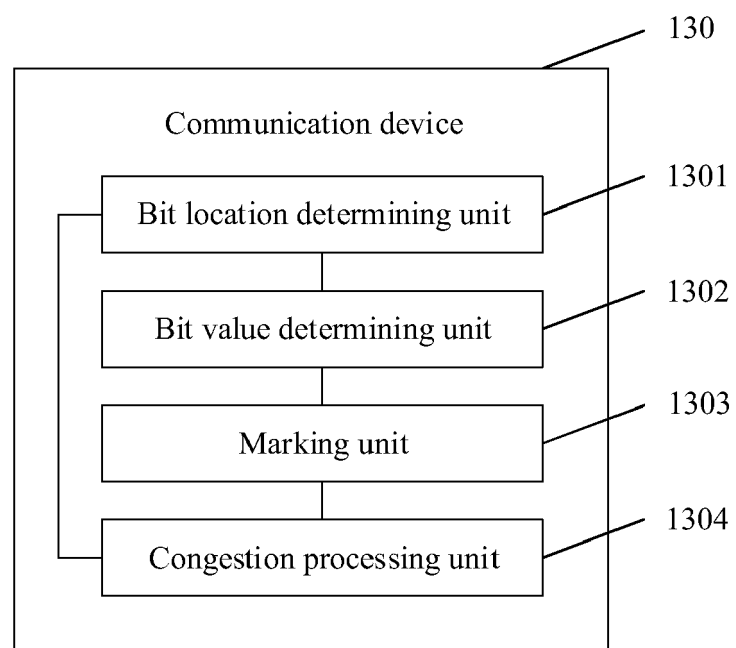 130
Communication device
1301
Bit location determining unit
1302
Bit value determining unit
1303
Marking unit
1304
Congestion processing unit